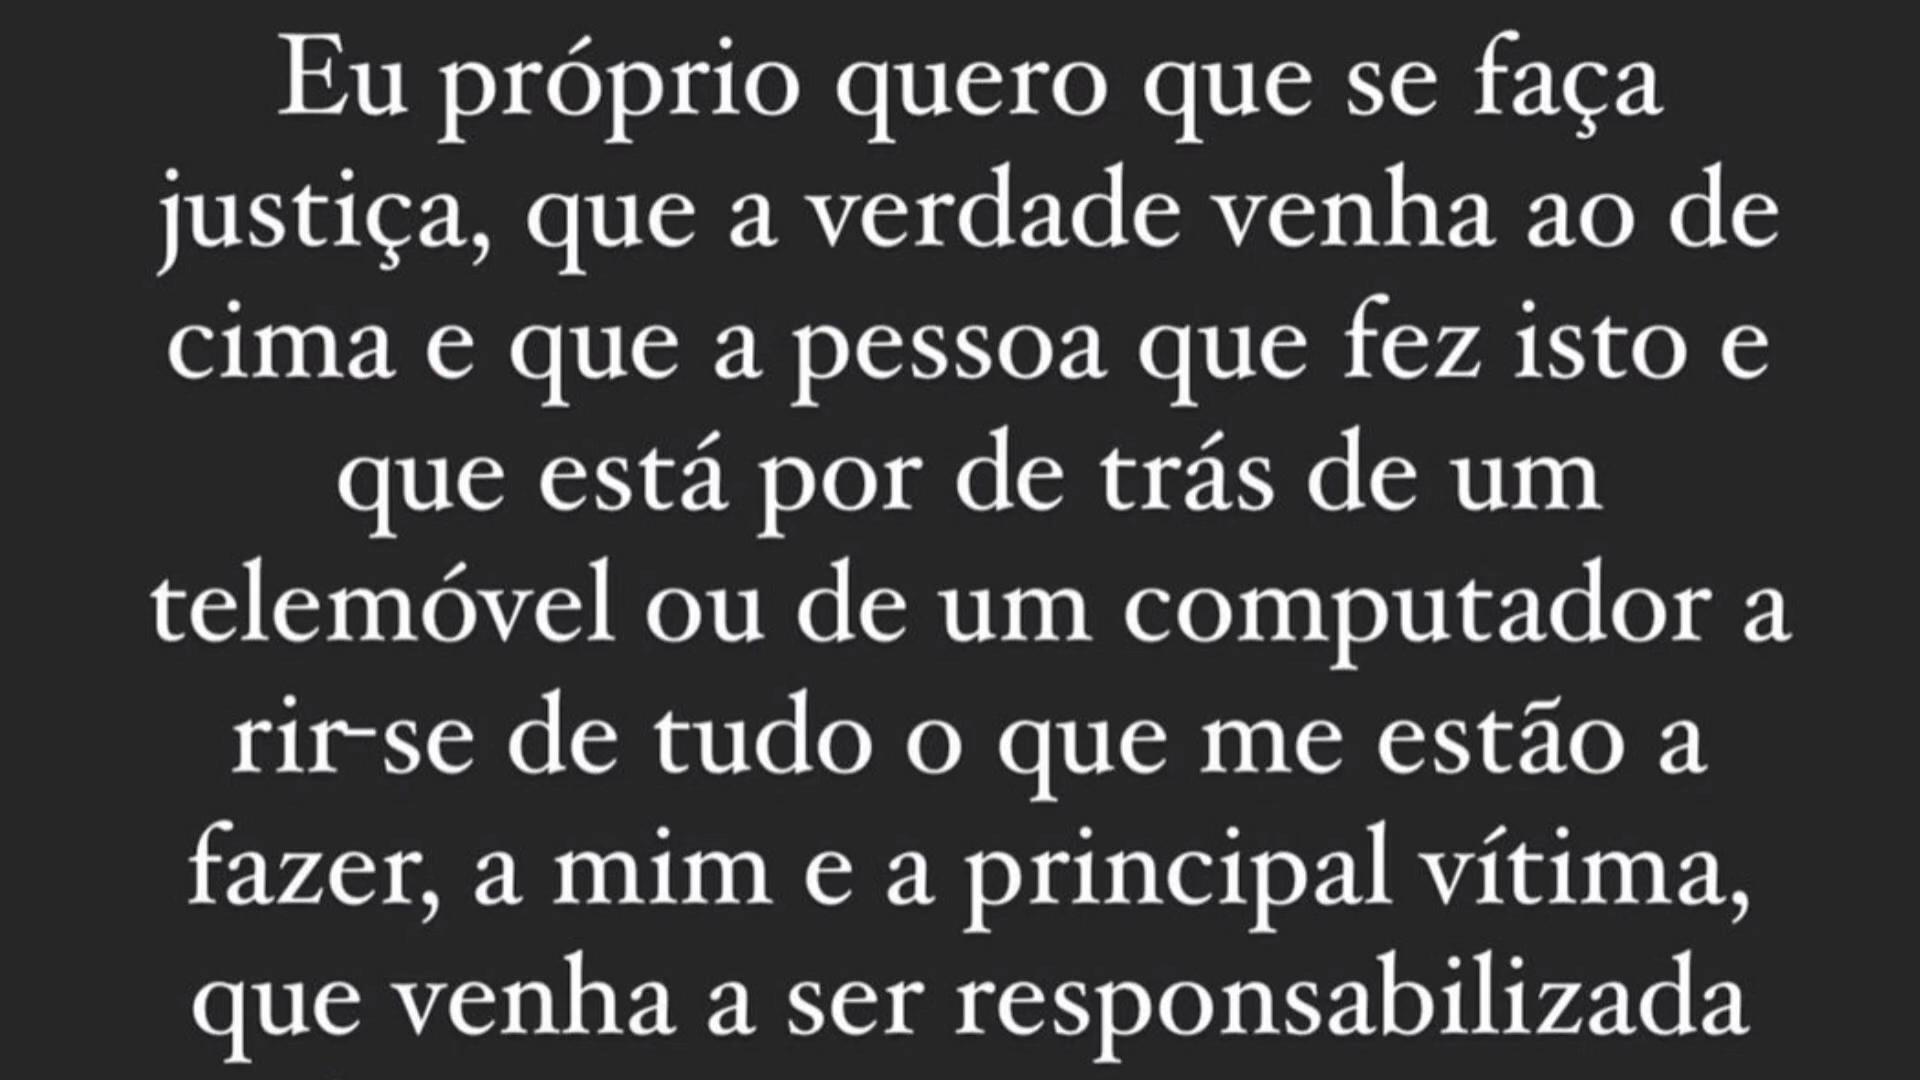 Eu próprio quero que se faça
justiça, que a verdade venha ao de
cima e que a pessoa que fez isto e
que está por de trás de um
telemóvel ou de um computador a
rir-se de tudo o que me estão a
fazer, a mim e a principal vítima,
que venha a ser responsabilizada